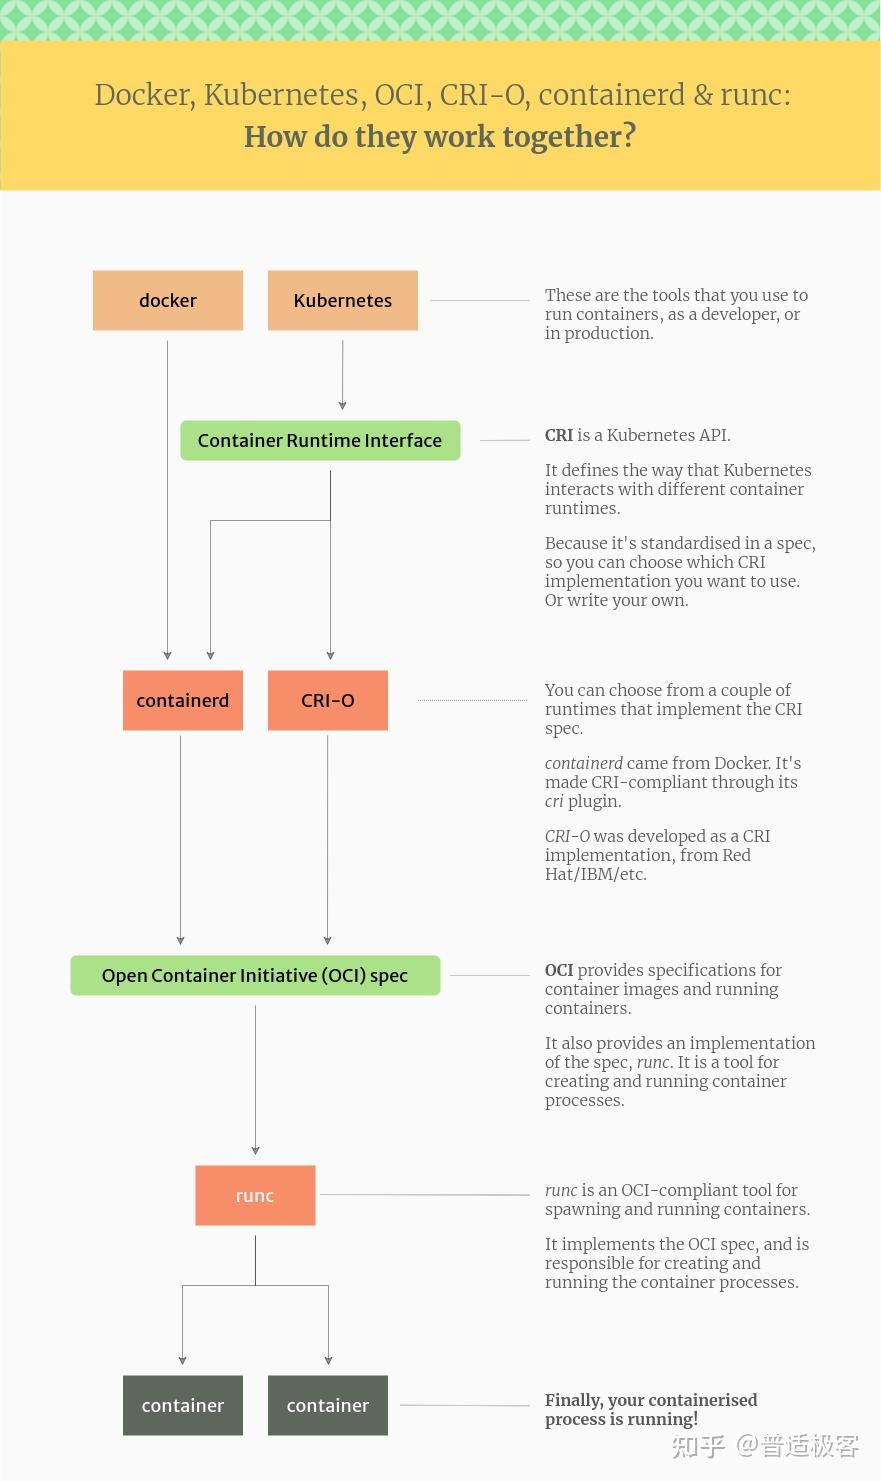 Docker, Kubernetes, OCI, CRI-O, containerd & runc:
How do they work together?
docker
Kubernetes
These are the tools that you use to
run containers, as a developer, or
in production.
Container Runtime Interface
CRI is a Kubernetes API.
It defines the way that Kubernetes
interacts with different container
runtimes.
Because it's standardised in a spec,
so you can choose which CRI
implementation you want to use.
Or write your own.
containerd
CRI-O
You can choose from a couple of
runtimes that implement the CRI
spec.
containerd came from Docker. It's
made CRI-compliant through its
cri plugin.
CRI-O was developed as a CRI
implementation, from Red
Hat/IBM/etc.
Open Container Initiative (OCI) spec
OCI provides specifications for
container images and running
containers.
It also provides an implementation
of the spec, runc. It is a tool for
creating and running container
processes.
runc
runc is an OCI-compliant tool for
spawning and running containers.
It implements the OCI spec, and is
responsible for creating and
running the container processes.
container
container
Finally, your containerised
process is running!
知乎 @普适极客